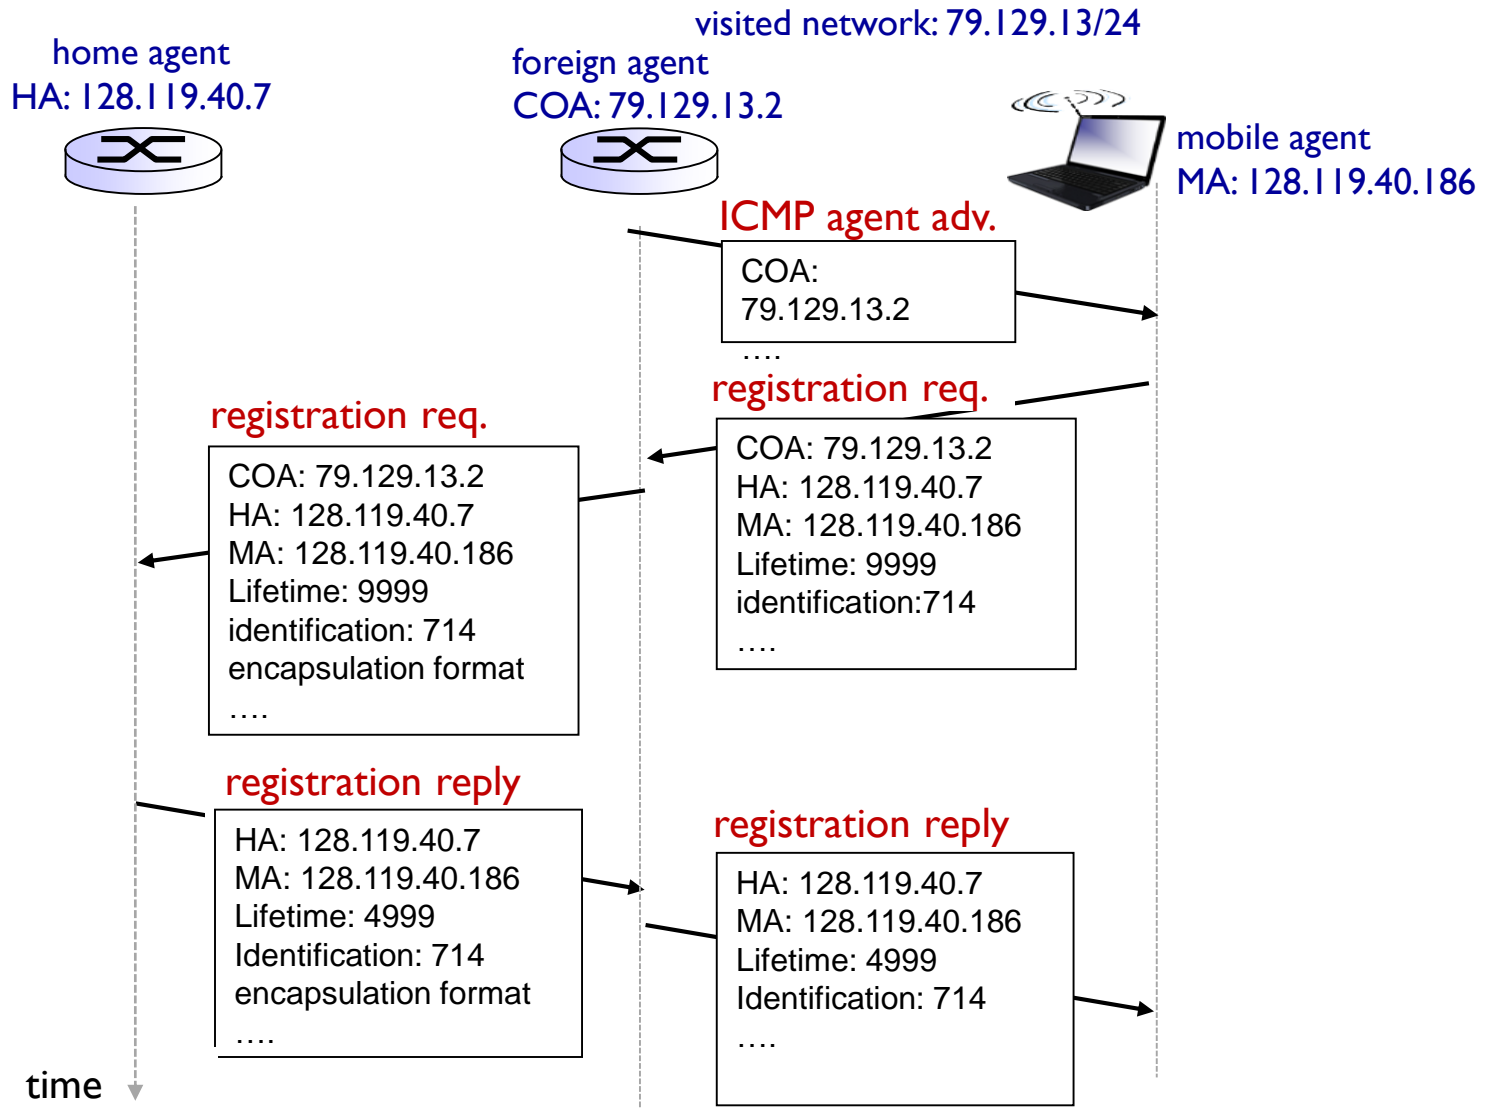 visited network: 79.129.13/24
home agent
HA: 128.119.40.7
foreign agent
COA: 79.129.13.2
mobile agent
MA: 128.119.40.186
ICMP agent adv.
COA:
79.129.13.2
….
registration req.
COA: 79.129.13.2
HA: 128.119.40.7
MA: 128.119.40.186
Lifetime: 9999
identification:714
….
registration req.
COA: 79.129.13.2
HA: 128.119.40.7
MA: 128.119.40.186
Lifetime: 9999
identification: 714
encapsulation format
….
registration reply
HA: 128.119.40.7
MA: 128.119.40.186
Lifetime: 4999
Identification: 714
encapsulation format
….
registration reply
HA: 128.119.40.7
MA: 128.119.40.186
Lifetime: 4999
Identification: 714
….
time